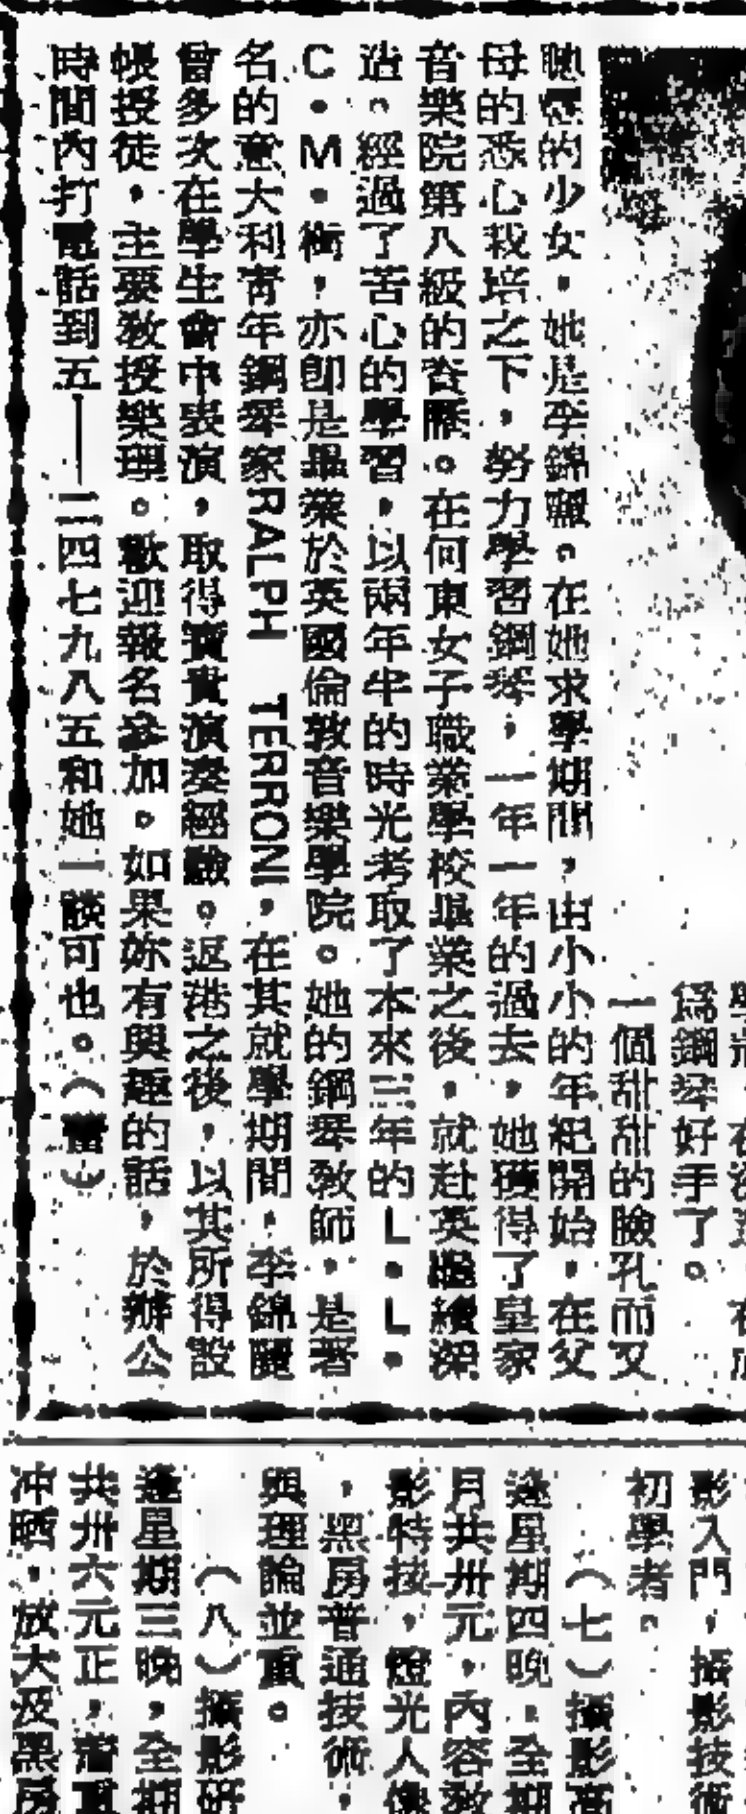 爲鋼琴好手了。
一個甜甜的臉孔而又
聰慧的少女,她是李錦麗。在她求學期間,由小小的年紀開始,在父
母的悉心栽培之下,努力學習鋼琴,一年一年的過去,她獲得了皇家
音樂院第八級的資歷。在何東女子職業學校畢業之後,就赴英繼續深
造。經過了苦心的學習,以兩年半的時光考取了本來三年的L•L•
C•M•銜,亦卽是畢業於英國倫敦音樂學院。她的鋼琴教師,是著
名的意大利青年鋼琴家RALPH TERRONI,在其就學期間,李錦麗
曾多次在學生會中表演,取得寶貴演奏經驗。返港之後,以其所得設
帳授徒,主要教授樂理。歡迎報名參加。如果妳有興趣的話,於辦公
時間內打電話到五——二四七九八五和她一談可也。
影入門,攝影技術
初學者。
(七)攝影高
逢星期四晚,全期
月共卅元,內容教
影特技,燈光人像
,黑房普通技術,
與理論並重。
(八)攝影研
逢星期三晚,全期
共卅六元正,
冲晒,放大及黑房